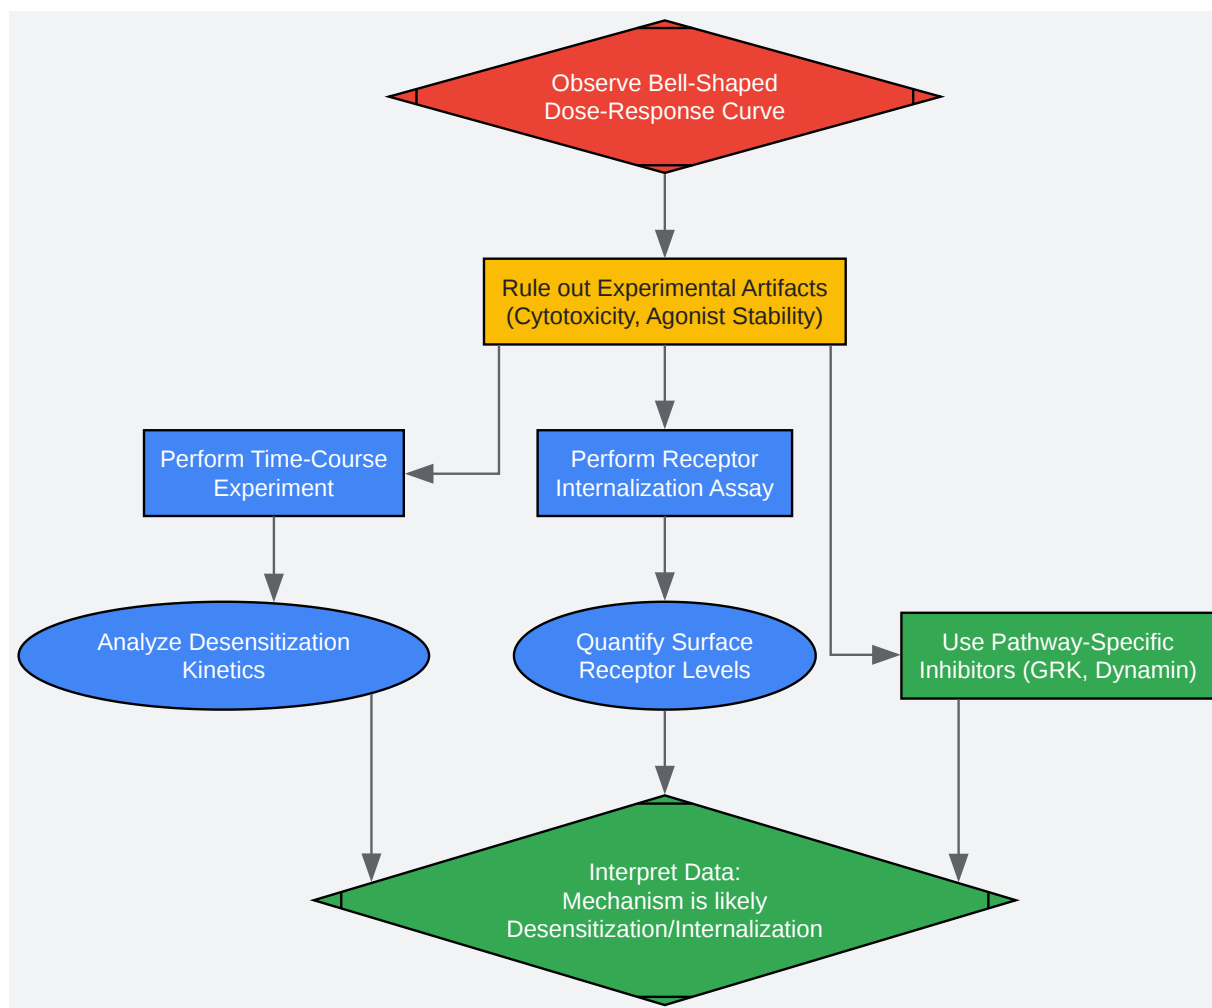 Observe Bell-Shaped
Dose-Response Curve
Rule out Experimental Artifacts
(Cytotoxicity, Agonist Stability)
Perform Time-Course
Experiment
Perform Receptor
Internalization Assay
Analyze Desensitization
Kinetics
Quantify Surface
Receptor Levels
Use Pathway-Specific
Inhibitors (GRK, Dynamin)
Interpret Data:
Mechanism is likely
Desensitization/Internalization